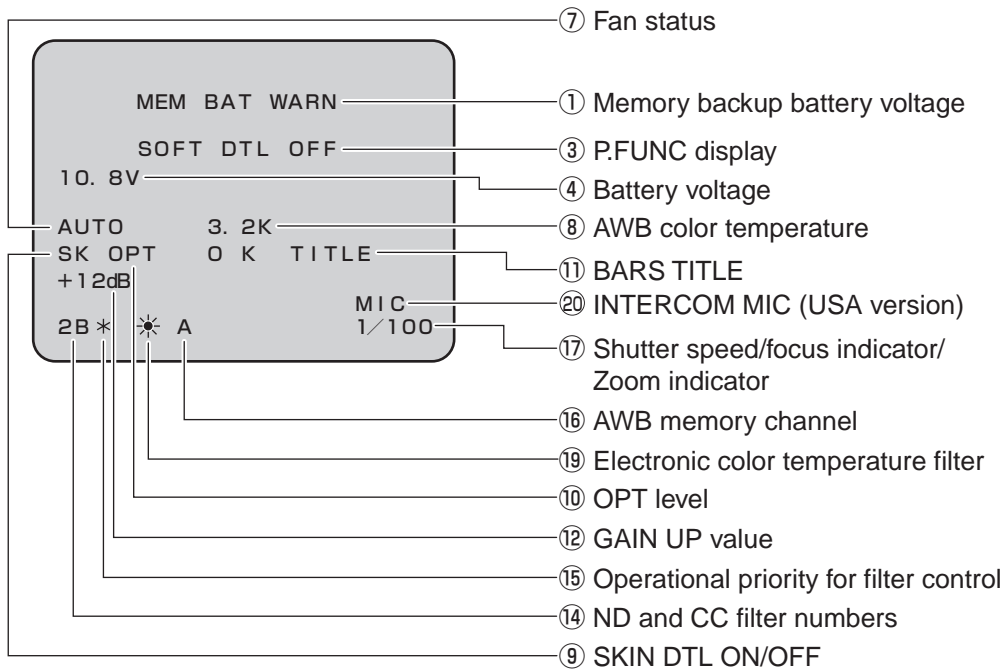 ⑦ Fan status
MEM BAT WARN
① Memory backup battery voltage
SOFT DTL OFF
③ P.FUNC display
10. 8V
④ Battery voltage
AUTO 3. 2K
⑧ AWB color temperature
SK OPT 0 K TITLE
⑪ BARS TITLE
+12dB
MIC
⑳ INTERCOM MIC (USA version)
2B * ☀ A 1/100
⑰ Shutter speed/focus indicator/
Zoom indicator
⑯ AWB memory channel
⑲ Electronic color temperature filter
⑩ OPT level
⑫ GAIN UP value
⑮ Operational priority for filter control
⑭ ND and CC filter numbers
⑨ SKIN DTL ON/OFF